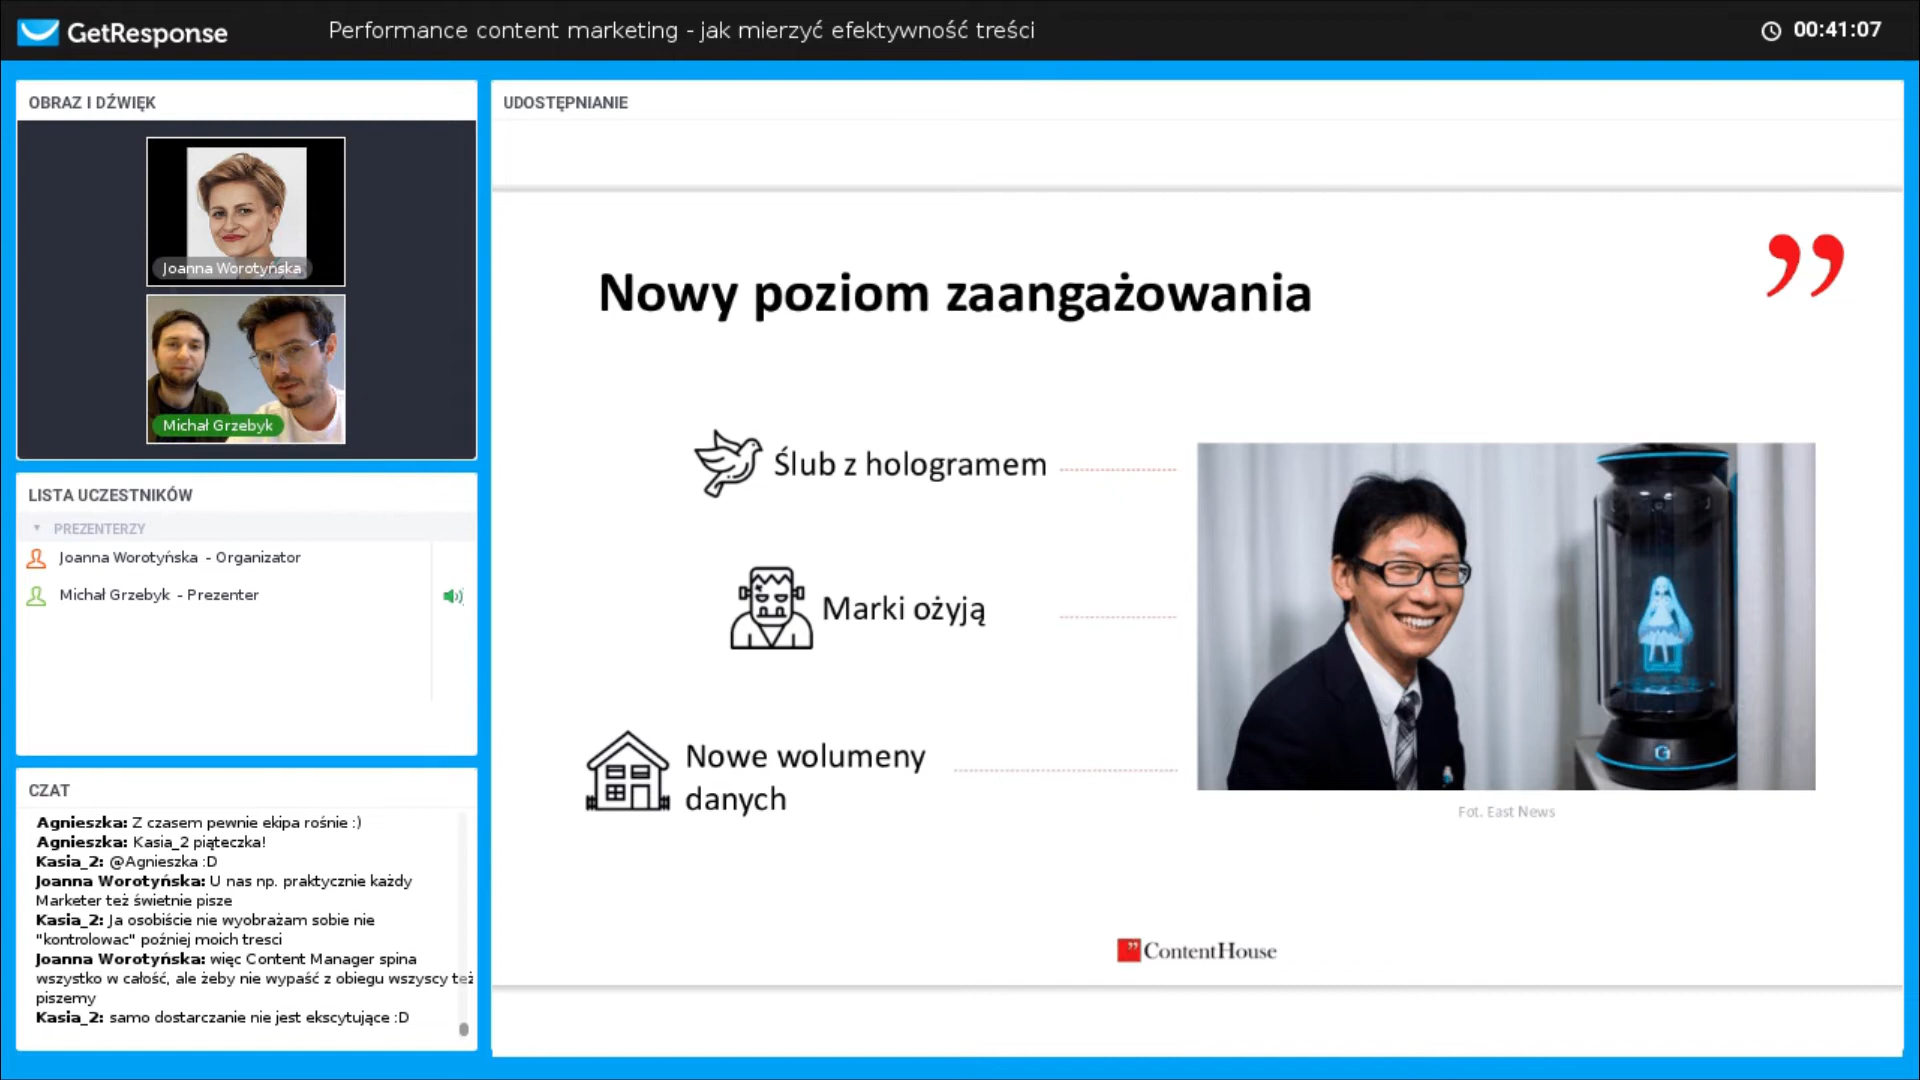 GetResponse
Performance content marketing - jak mierzyć efektywność treści
00:41:07
OBRAZ I DŹWIĘK
Joanna Worotyńska
Michał Grzebyk
LISTA UCZESTNIKÓW
PREZENTERZY
Joanna Worotyńska - Organizator
Michał Grzebyk - Prezenter
CZAT
Agnieszka: Z czasem pewnie ekipa rośnie :)
Agnieszka: Kasia_2 piąteczka!
Kasia_2: @Agnieszka :D
Joanna Worotyńska: U nas np. praktycznie każdy
Marketer też świetnie pisze
Kasia_2: Ja osobiście nie wyobrażam sobie nie
"kontrolowac" poźniej moich tresci
Joanna Worotyńska: więc Content Manager spina
wszystko w całość, ale żeby nie wypaść z obiegu wszyscy też
piszemy
Kasia_2: samo dostarczanie nie jest ekscytujące :D
UDOSTĘPNIANIE
Nowy poziom zaangażowania
Ślub z hologramem
Marki ożyją
Nowe wolumeny
danych
G
Fot. East News
ContentHouse